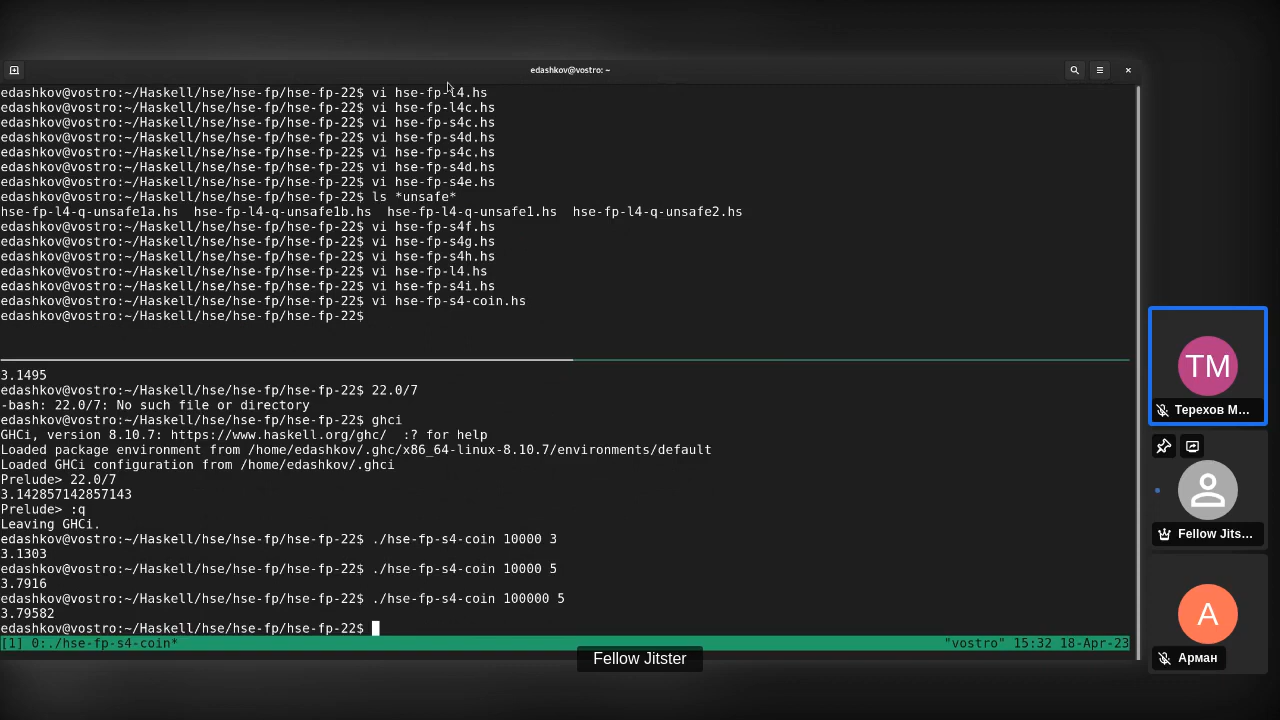 edashkov@vostro: ~
edashkov@vostro:~/Haskell/hse/hse-fp/hse-fp-22$ vi hse-fp-l4.hs
edashkov@vostro:~/Haskell/hse/hse-fp/hse-fp-22$ vi hse-fp-l4c.hs
edashkov@vostro:~/Haskell/hse/hse-fp/hse-fp-22$ vi hse-fp-s4c.hs
edashkov@vostro:~/Haskell/hse/hse-fp/hse-fp-22$ vi hse-fp-s4d.hs
edashkov@vostro:~/Haskell/hse/hse-fp/hse-fp-22$ vi hse-fp-s4c.hs
edashkov@vostro:~/Haskell/hse/hse-fp/hse-fp-22$ vi hse-fp-s4d.hs
edashkov@vostro:~/Haskell/hse/hse-fp/hse-fp-22$ vi hse-fp-s4e.hs
edashkov@vostro:~/Haskell/hse/hse-fp/hse-fp-22$ ls *unsafe*
hse-fp-l4-q-unsafe1a.hs  hse-fp-l4-q-unsafe1b.hs  hse-fp-l4-q-unsafe1.hs  hse-fp-l4-q-unsafe2.hs
edashkov@vostro:~/Haskell/hse/hse-fp/hse-fp-22$ vi hse-fp-s4f.hs
edashkov@vostro:~/Haskell/hse/hse-fp/hse-fp-22$ vi hse-fp-s4g.hs
edashkov@vostro:~/Haskell/hse/hse-fp/hse-fp-22$ vi hse-fp-s4h.hs
edashkov@vostro:~/Haskell/hse/hse-fp/hse-fp-22$ vi hse-fp-l4.hs
edashkov@vostro:~/Haskell/hse/hse-fp/hse-fp-22$ vi hse-fp-s4i.hs
edashkov@vostro:~/Haskell/hse/hse-fp/hse-fp-22$ vi hse-fp-s4-coin.hs
edashkov@vostro:~/Haskell/hse/hse-fp/hse-fp-22$
3.1495
edashkov@vostro:~/Haskell/hse/hse-fp/hse-fp-22$ 22.0/7
-bash: 22.0/7: No such file or directory
edashkov@vostro:~/Haskell/hse/hse-fp/hse-fp-22$ ghci
GHCi, version 8.10.7: https://www.haskell.org/ghc/  :? for help
Loaded package environment from /home/edashkov/.ghc/x86_64-linux-8.10.7/environments/default
Loaded GHCi configuration from /home/edashkov/.ghci
Prelude> 22.0/7
3.142857142857143
Prelude> :q
Leaving GHCi.
edashkov@vostro:~/Haskell/hse/hse-fp/hse-fp-22$ ./hse-fp-s4-coin 10000 3
3.1303
edashkov@vostro:~/Haskell/hse/hse-fp/hse-fp-22$ ./hse-fp-s4-coin 10000 5
3.7916
edashkov@vostro:~/Haskell/hse/hse-fp/hse-fp-22$ ./hse-fp-s4-coin 100000 5
3.79582
edashkov@vostro:~/Haskell/hse/hse-fp/hse-fp-22$
[1] 0:./hse-fp-s4-coin* "vostro" 15:32 18-Apr-23
Fellow Jitster
TM
Терехов М...
Fellow Jits...
A
Арман